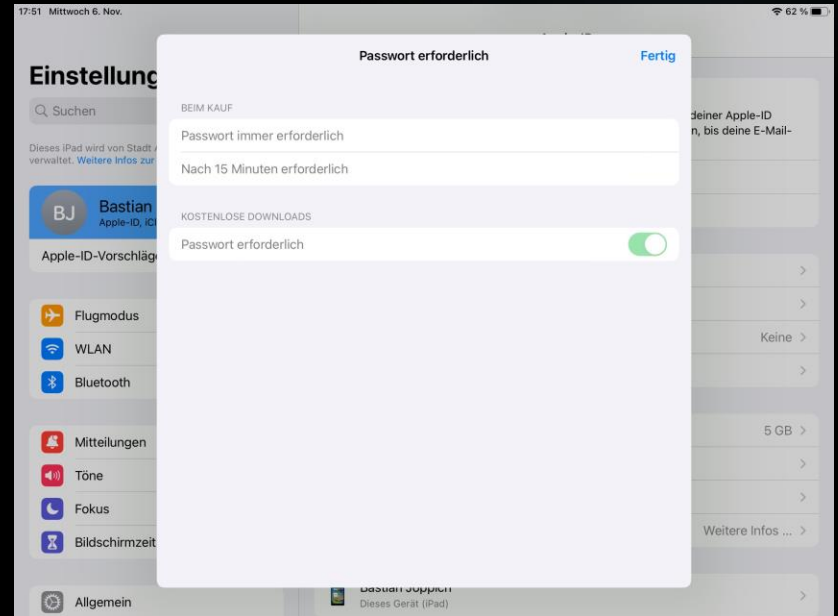 17:51 Mittwoch 6. Nov.
62 %
Passwort erforderlich
Fertig
BEIM KAUF
Passwort immer erforderlich
Nach 15 Minuten erforderlich
KOSTENLOSE DOWNLOADS
Passwort erforderlich
Einstellung
Suchen
Dieses iPad wird von Stadt
verwaltet. Weitere Infos zur
BJ
Bastian
Apple-ID, iCl
Apple-ID-Vorschläg
Flugmodus
WLAN
Bluetooth
Mitteilungen
Töne
Fokus
Bildschirmzeit
Allgemein
deiner Apple-ID
n, bis deine E-Mail-
Keine
5 GB
Weitere Infos ...
Bastian Joppich
Dieses Gerät (iPad)